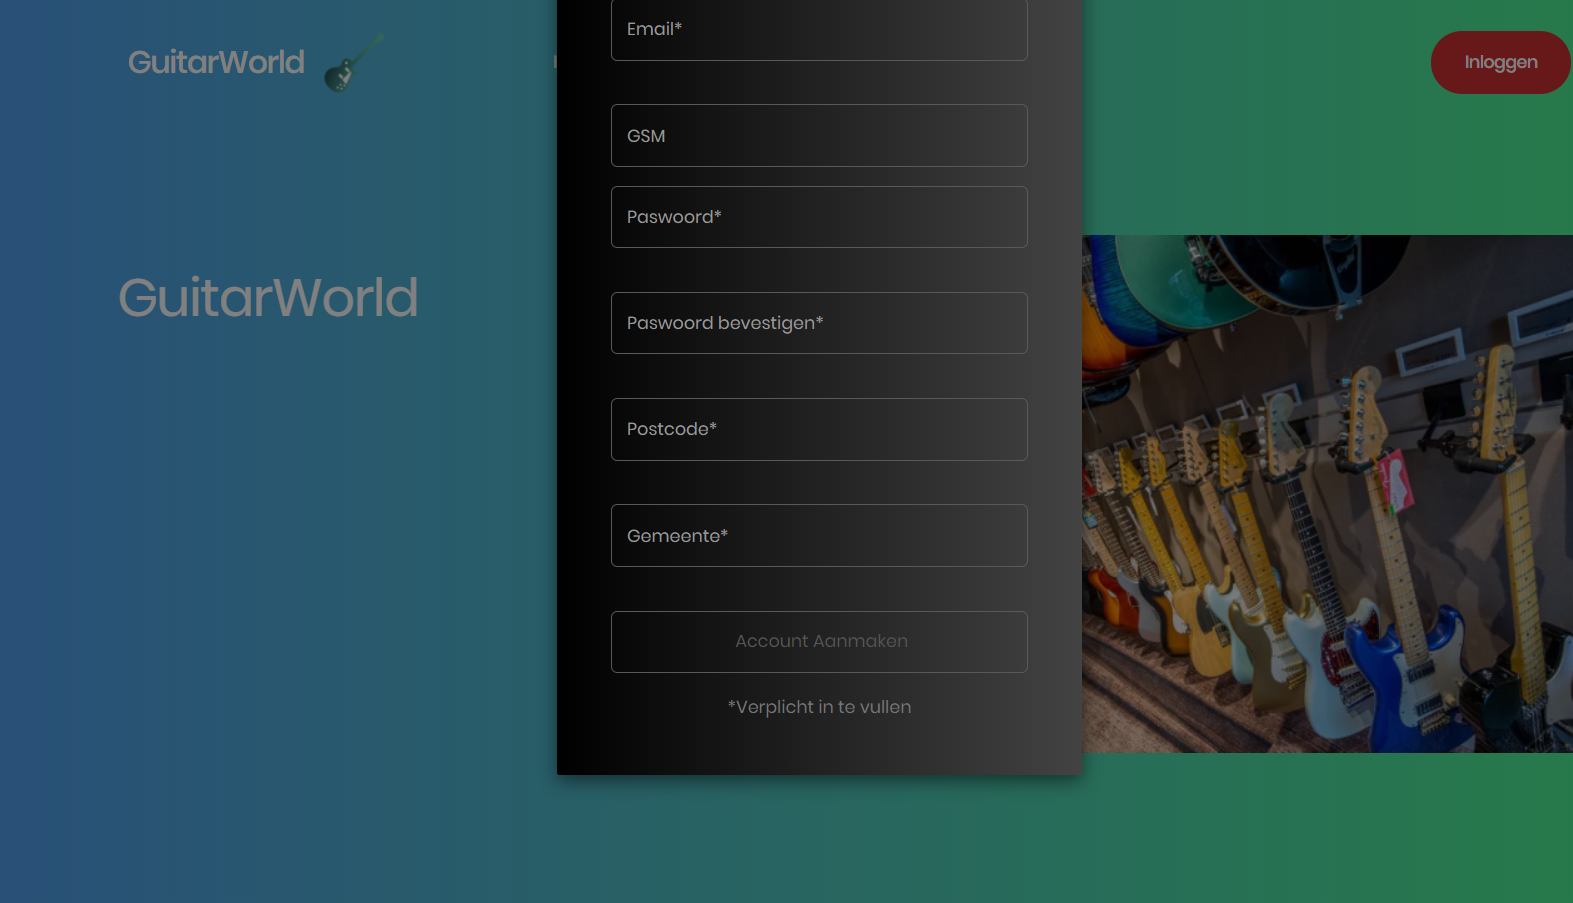 GuitarWorld
Inloggen
GuitarWorld
Email*
GSM
Paswoord*
Paswoord bevestigen*
Postcode*
Gemeente*
Account Aanmaken
*Verplicht in te vullen